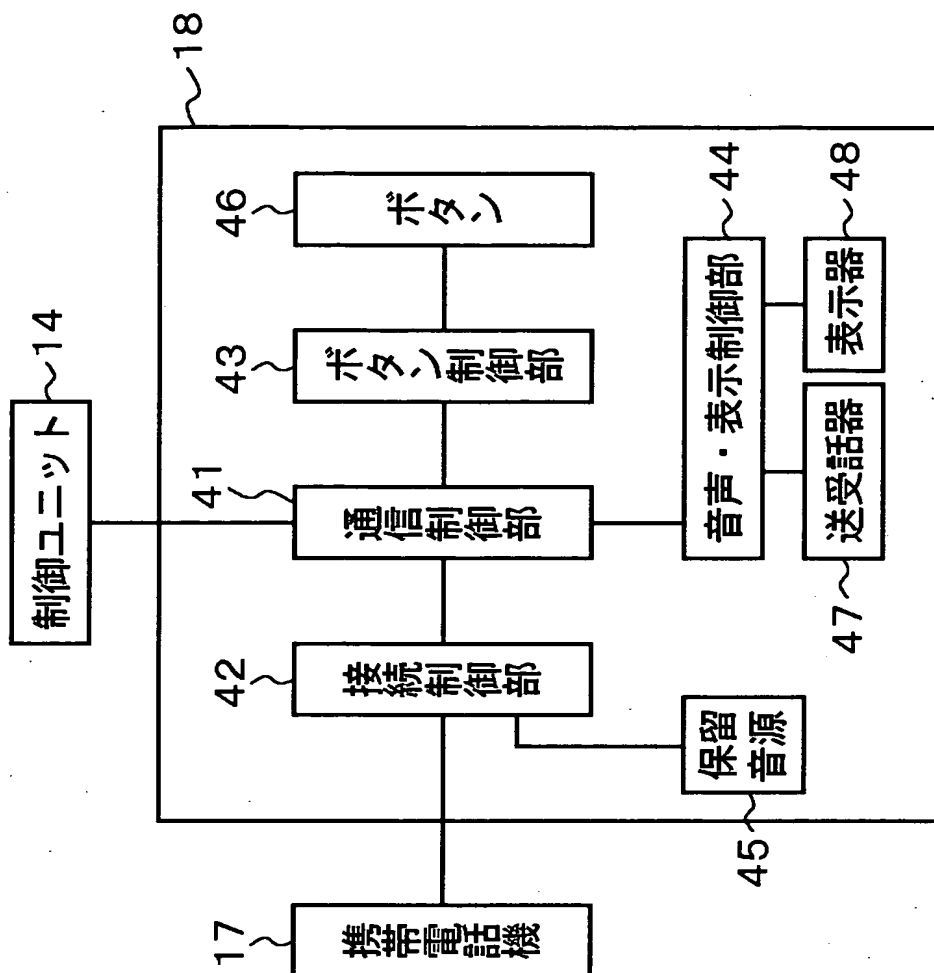 18
制御ユニット
14
46
ボタン
43
ボタン制御部
41
通信制御部
42
接続制御部
17
携帯電話機
44
音声・表示制御部
48
表示器
47
送受話器
45
保留
音源